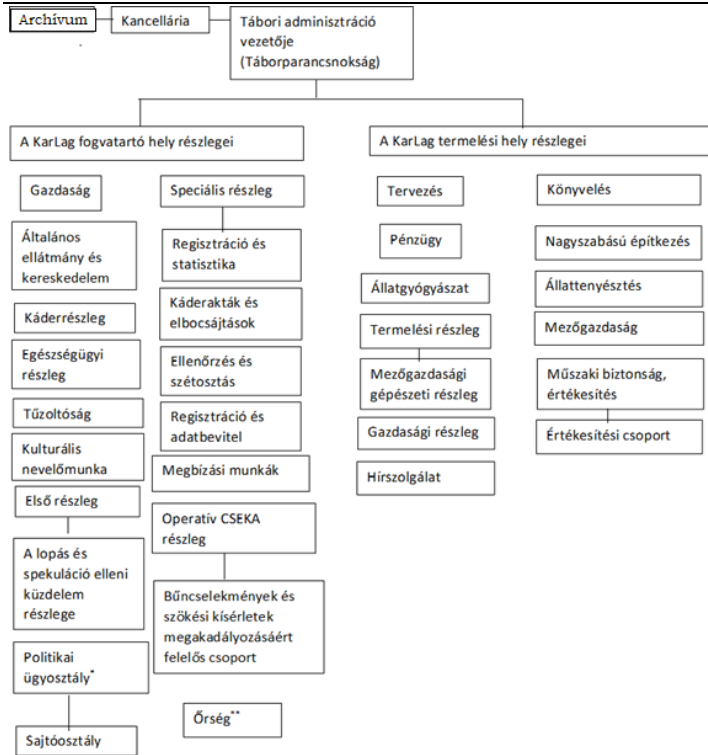 Archívum
Kancellária
Tábori adminisztráció
vezetője
(Táborparancsnokság)
A KarLag fogvatartó hely részlegei
A KarLag termelési hely részlegei
Gazdaság
Általános
ellátmány és
kereskedelem
Káderrészleg
Egészségügyi
részleg
Tűzoltóság
Kulturális
nevelőmunka
Első részleg
A lopás és
spekuláció elleni
küzdelem
részlege
Politikai
ügyosztály*
Sajtóosztály
Speciális részleg
Regisztráció és
statisztika
Káderakták és
elbocsájtások
Ellenőrzés és
szétosztás
Regisztráció és
adatbevitel
Megbízási munkák
Operatív CSEKA
részleg
Bűncselekmények és
szökési kísérletek
megakadályozásáért
felelős csoport
Őrség**
Tervezés
Pénzügy
Állatgyógyászat
Termelési részleg
Mezőgazdasági
gépészeti részleg
Gazdasági részleg
Hírszolgálat
Könyvelés
Nagyszabású építkezés
Állattenyésztés
Mezőgazdaság
Műszaki biztonság,
értékesítés
Értékesítési csoport